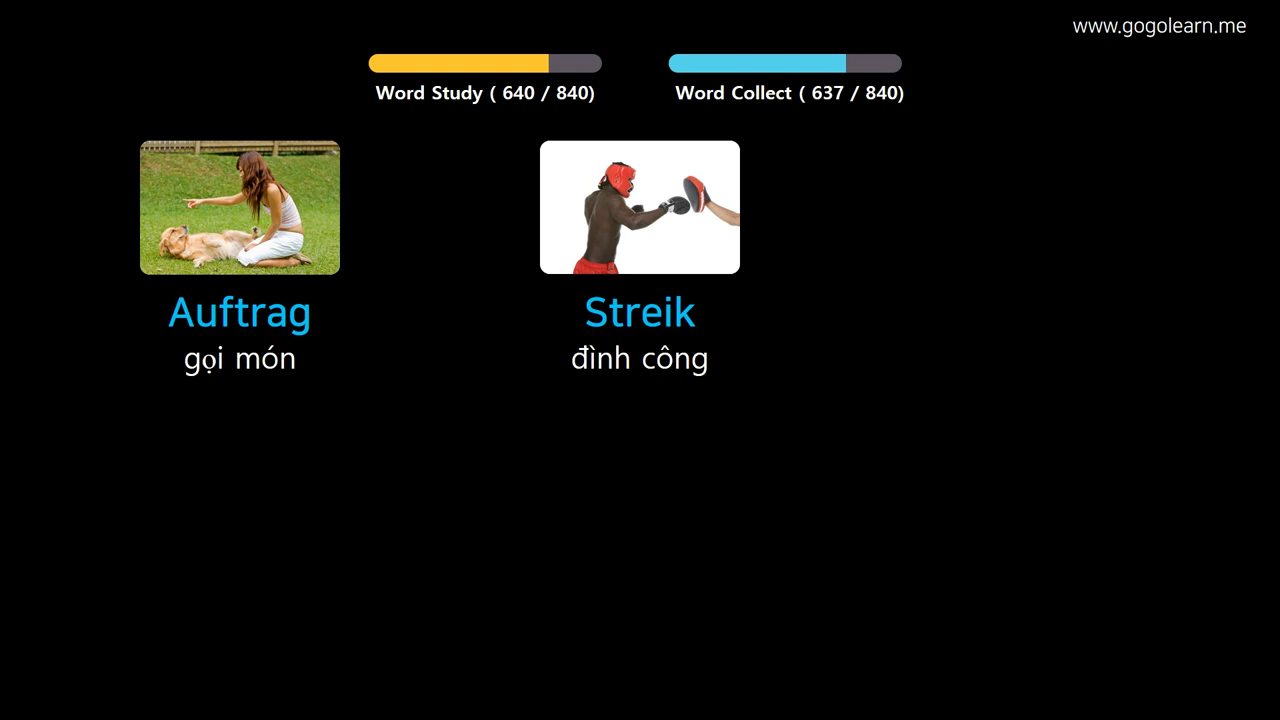 www.gogolearn.me
Word Study ( 640 / 840)
Word Collect ( 637 / 840)
Auftrag
gọi món
Streik
đình công